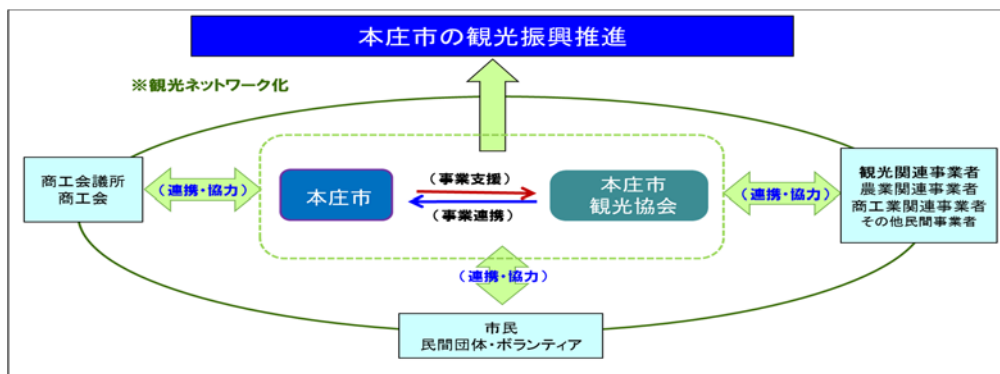 本庄市の観光振興推進
※観光ネットワーク化
商工会議所
商工会
（連携・協力）
本庄市
（事業支援）
（事業連携）
本庄市
観光協会
（連携・協力）
観光関連事業者
農業関連事業者
商工業関連事業者
その他民間事業者
（連携・協力）
市民
民間団体・ボランティア